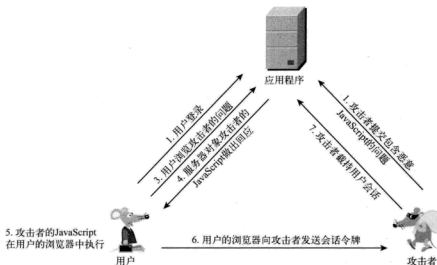 应用程序
1. 用户登录
3. 用户浏览攻击者的问题
4. 服务器对象攻击者的
JavaScript做出回应
1. 攻击者提交包含恶意
JavaScript的问题
7. 攻击者截持用户会话
5. 攻击者的JavaScript
在用户的浏览器中执行
6. 用户的浏览器向攻击者发送会话令牌
用户
攻击者